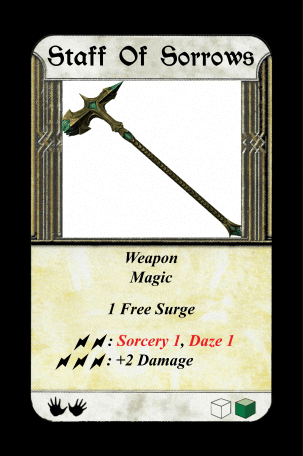 Staff Of Sorrows
Weapon
Magic
1 Free Surge
: Sorcery 1, Daze 1
: +2 Damage